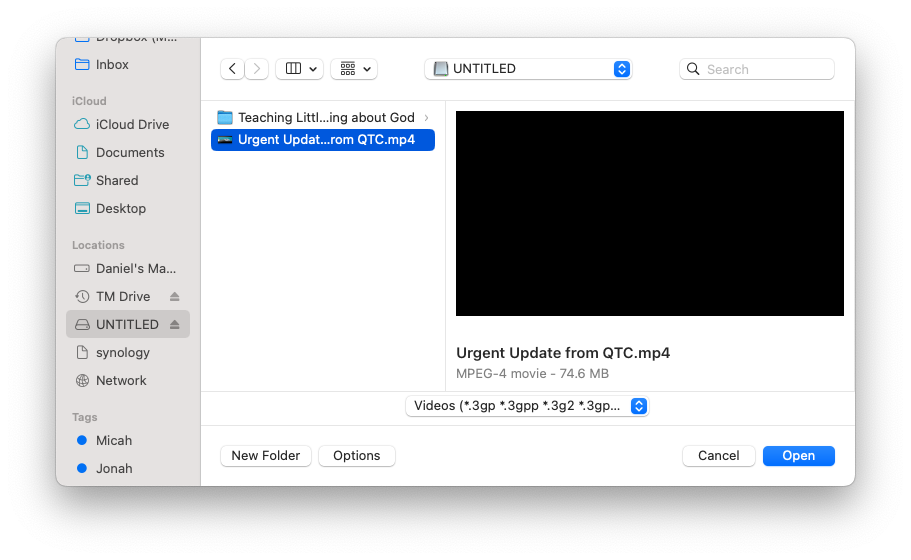 Dropbox (M...
Inbox
iCloud
iCloud Drive
Documents
Shared
Desktop
Locations
Daniel's Ma...
TM Drive
UNTITLED
synology
Network
Tags
Micah
Jonah
UNTITLED
Search
Teaching Littl...ing about God
Urgent Updat...rom QTC.mp4
Urgent Update from QTC.mp4
MPEG-4 movie - 74.6 MB
Videos (*.3gp *.3gpp *.3g2 *.3gp...
New Folder
Options
Cancel
Open